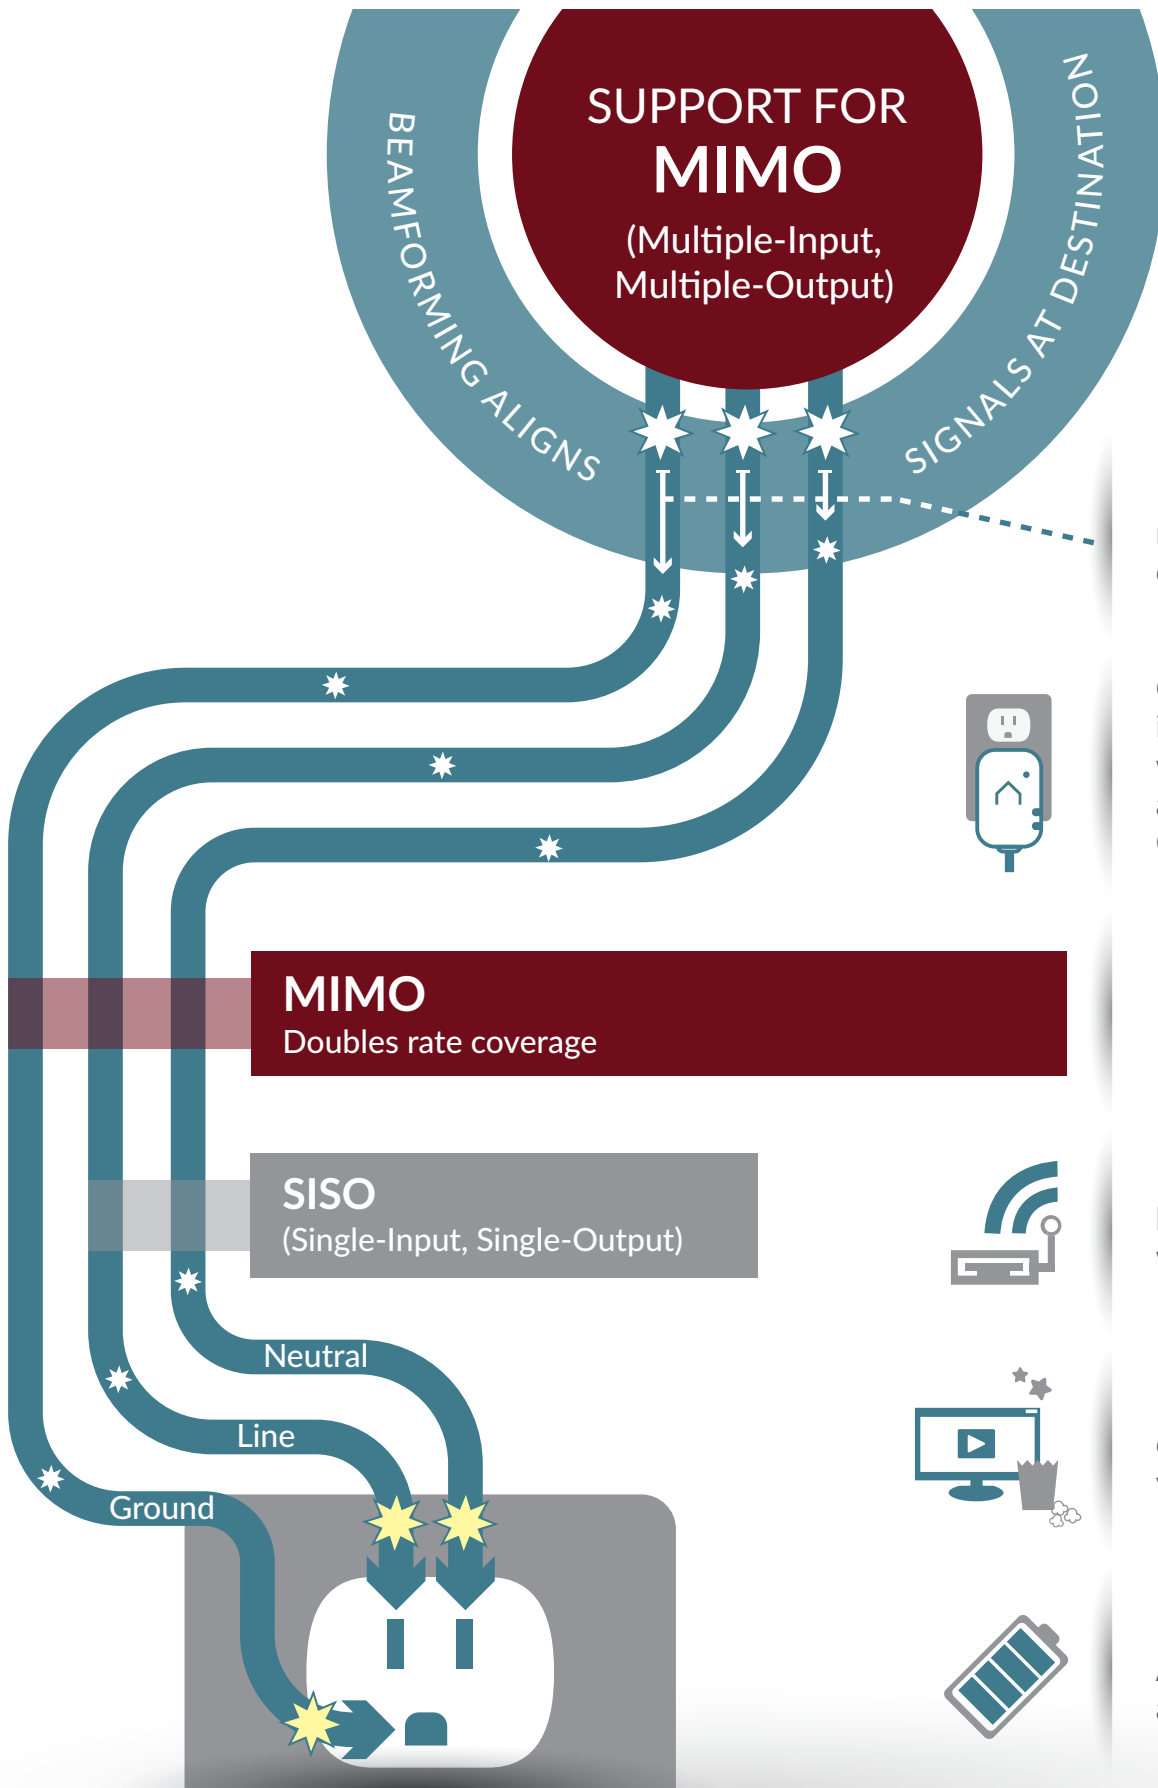 SUPPORT FOR
MIMO
(Multiple-Input,
Multiple-Output)
BEAMFORMING ALIGNS
SIGNALS AT DESTINATION
MIMO
Doubles rate coverage
SISO
(Single-Input, Single-Output)
Neutral
Line
Ground